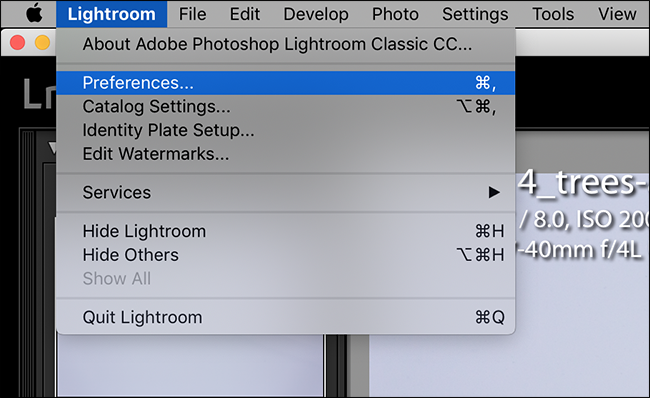 Lightroom File Edit Develop Photo Settings Tools View
About Adobe Photoshop Lightroom Classic CC...
Preferences... ⌘,
Catalog Settings... ⌥⌘,
Identity Plate Setup...
Edit Watermarks...
Services ▶
Hide Lightroom ⌘H
Hide Others ⌥⌘H
Show All
Quit Lightroom ⌘Q
4_trees-
/ 8.0, ISO 200
-40mm f/4L